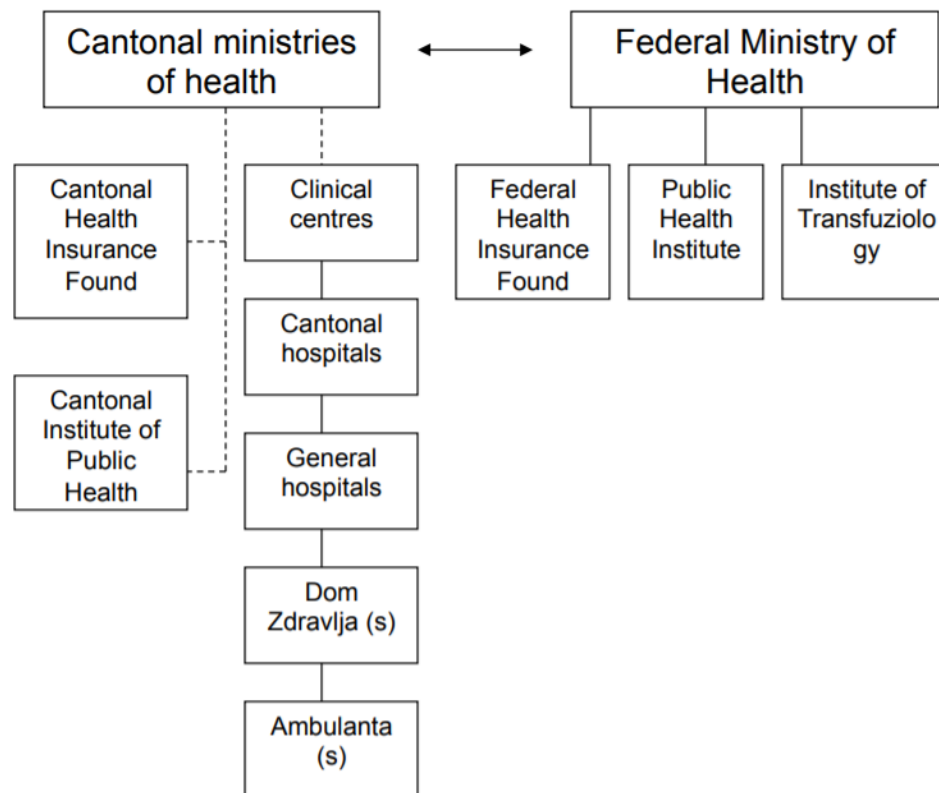 Cantonal ministries
of health
Federal Ministry of
Health
Cantonal
Health
Insurance
Found
Clinical
centres
Federal
Health
Insurance
Found
Public
Health
Institute
Institute of
Transfuziolo
gy
Cantonal
hospitals
Cantonal
Institute of
Public
Health
General
hospitals
Dom
Zdravlja (s)
Ambulanta
(s)